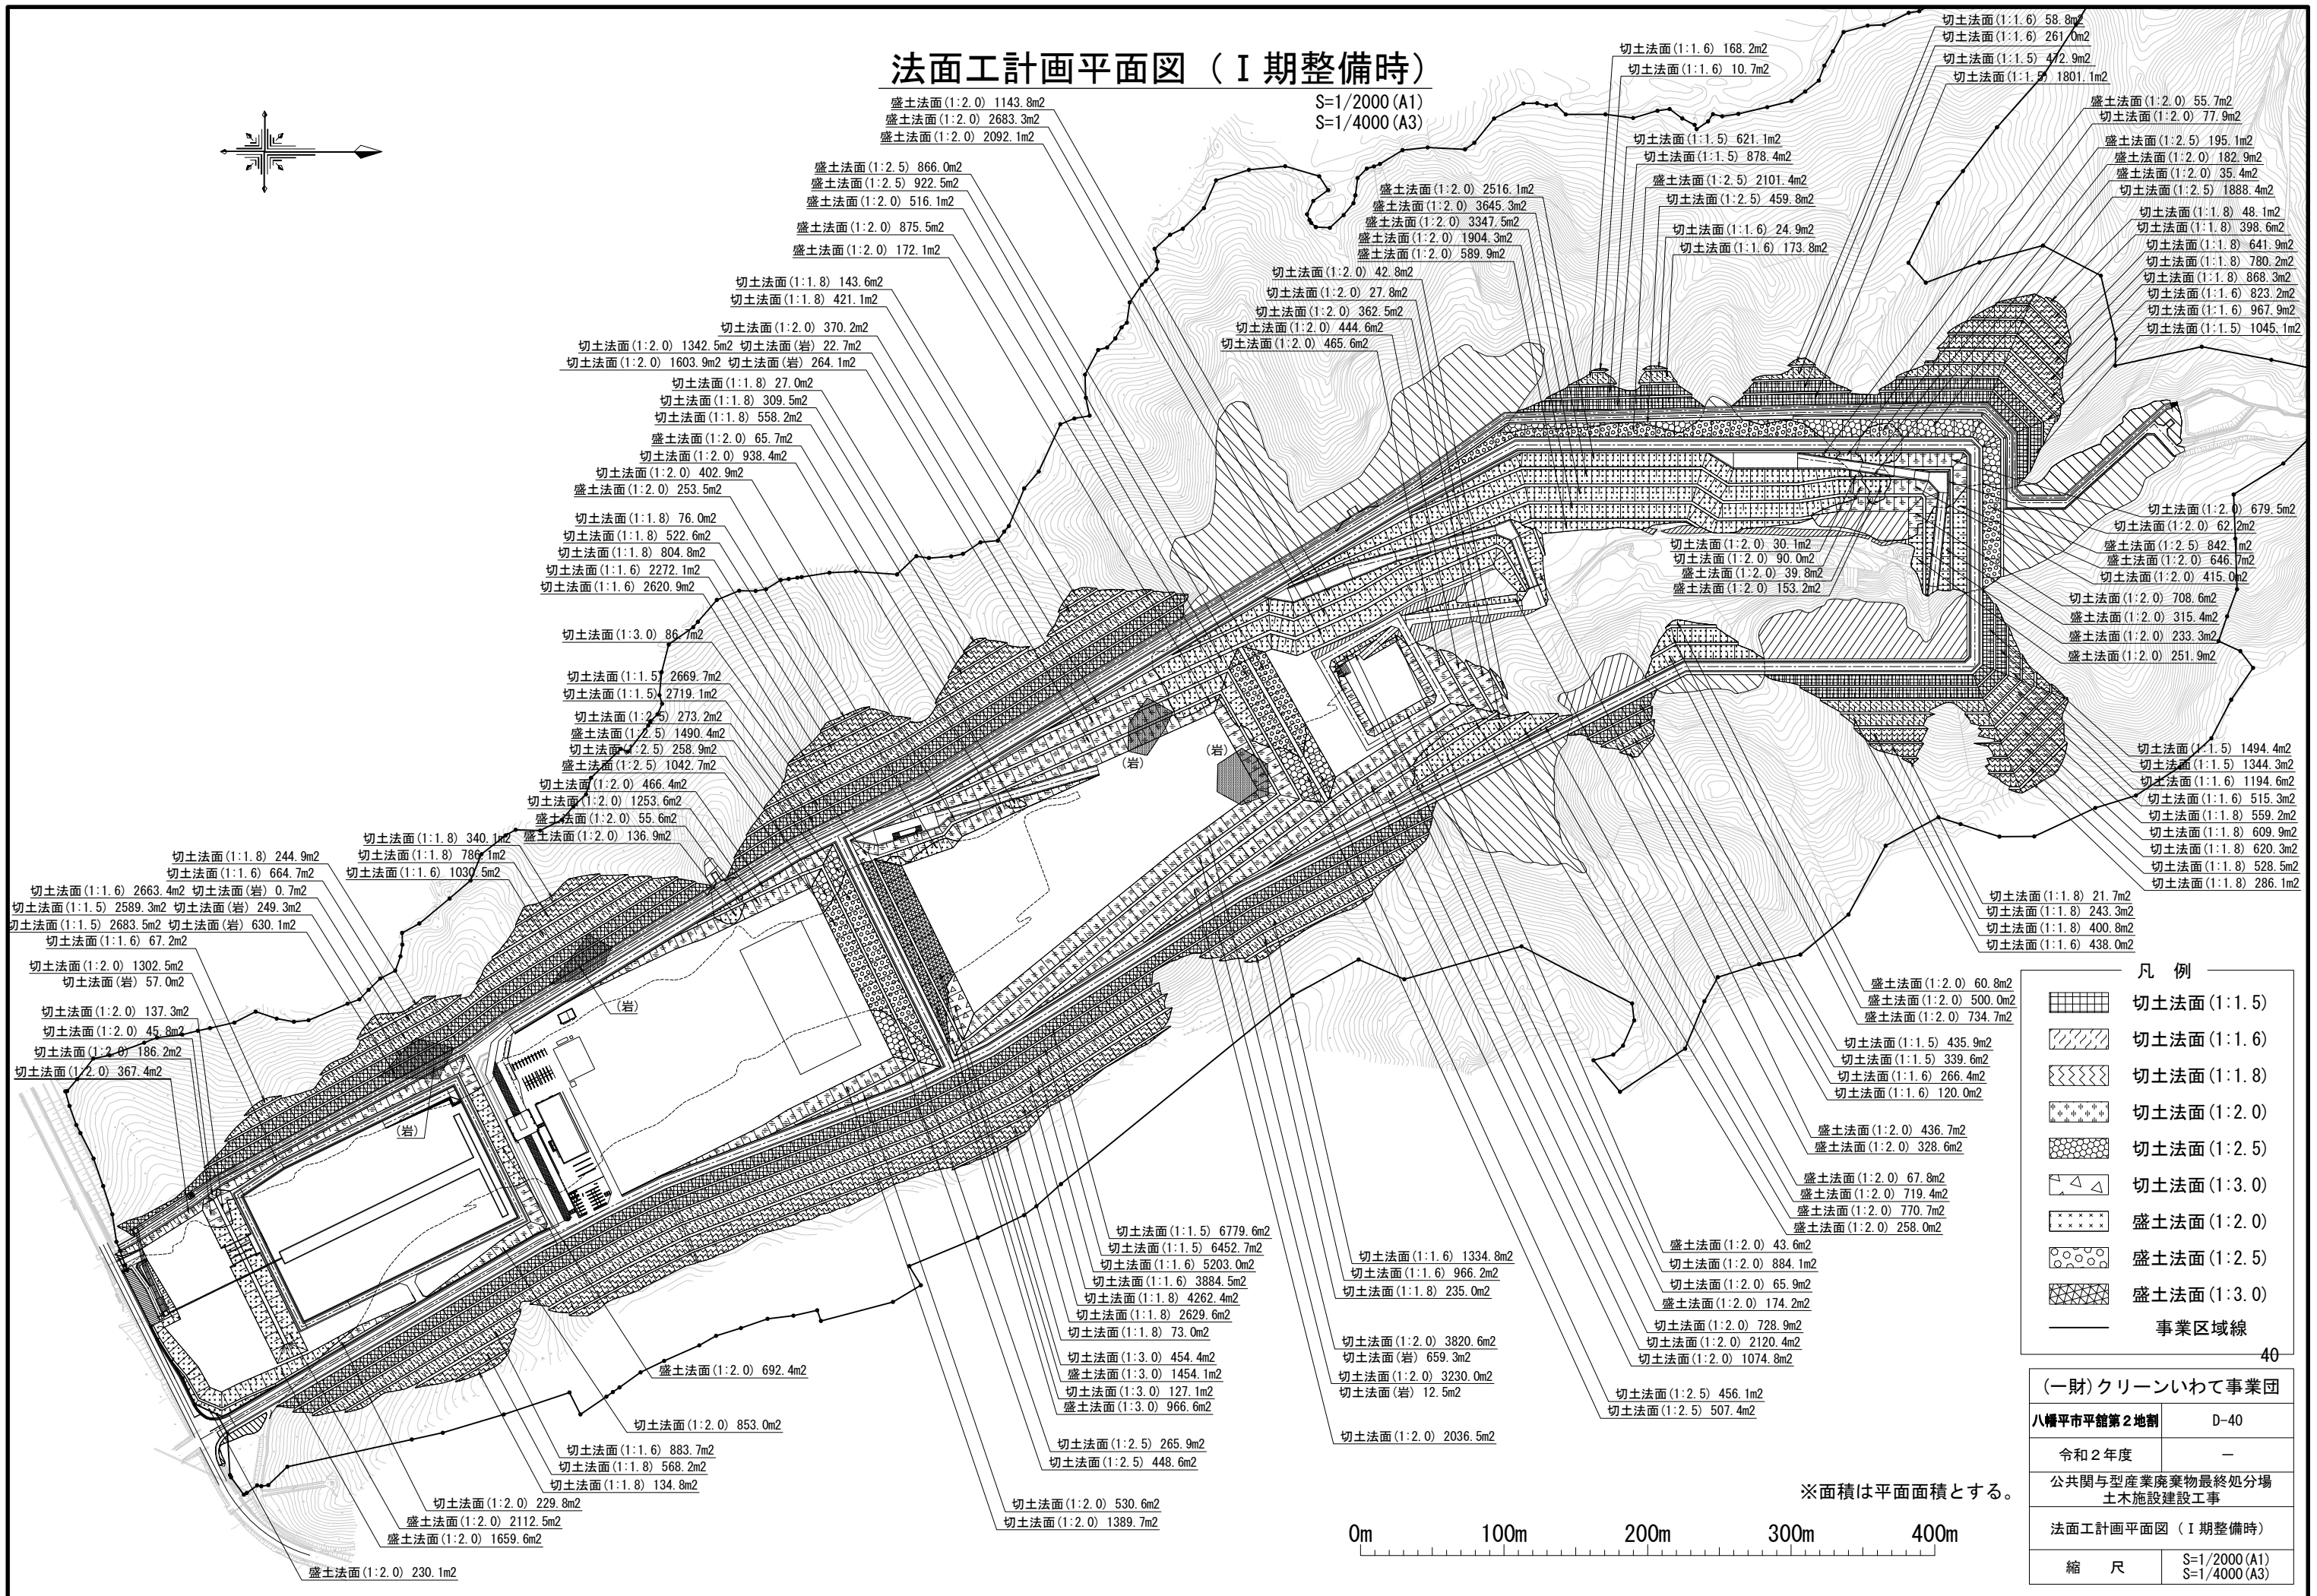 法面工計画平面図（Ⅰ期整備時）
S=1/2000(A1)
S=1/4000(A3)
盛土法面(1:2.0) 1143.8m2
盛土法面(1:2.0) 2683.3m2
盛土法面(1:2.0) 2092.1m2
盛土法面(1:2.5) 866.0m2
盛土法面(1:2.5) 922.5m2
盛土法面(1:2.0) 516.1m2
盛土法面(1:2.0) 875.5m2
盛土法面(1:2.0) 172.1m2
切土法面(1:1.8) 143.6m2
切土法面(1:1.8) 421.1m2
切土法面(1:2.0) 370.2m2
切土法面(1:2.0) 1342.5m2 切土法面(岩) 22.7m2
切土法面(1:2.0) 1603.9m2 切土法面(岩) 264.1m2
切土法面(1:1.8) 27.0m2
切土法面(1:1.8) 309.5m2
切土法面(1:1.8) 558.2m2
盛土法面(1:2.0) 65.7m2
切土法面(1:2.0) 938.4m2
切土法面(1:2.0) 402.9m2
盛土法面(1:2.0) 253.5m2
切土法面(1:1.8) 76.0m2
切土法面(1:1.8) 522.6m2
切土法面(1:1.8) 804.8m2
切土法面(1:1.6) 2272.1m2
切土法面(1:1.6) 2620.9m2
切土法面(1:3.0) 86.7m2
切土法面(1:1.5) 2669.7m2
切土法面(1:1.5) 2719.1m2
切土法面(1:2.5) 273.2m2
盛土法面(1:2.5) 1490.4m2
切土法面(1:2.5) 258.9m2
盛土法面(1:2.5) 1042.7m2
切土法面(1:2.0) 466.4m2
切土法面(1:2.0) 1253.6m2
盛土法面(1:2.0) 55.6m2
盛土法面(1:2.0) 136.9m2
切土法面(1:1.8) 340.1m2
切土法面(1:1.8) 786.1m2
切土法面(1:1.6) 1030.5m2
切土法面(1:1.8) 244.9m2
切土法面(1:1.6) 664.7m2
切土法面(1:1.6) 2663.4m2 切土法面(岩) 0.7m2
切土法面(1:1.5) 2589.3m2 切土法面(岩) 249.3m2
切土法面(1:1.5) 2683.5m2 切土法面(岩) 630.1m2
切土法面(1:1.6) 67.2m2
切土法面(1:2.0) 1302.5m2
切土法面(岩) 57.0m2
切土法面(1:2.0) 137.3m2
切土法面(1:2.0) 45.8m2
切土法面(1:2.0) 186.2m2
切土法面(1:2.0) 367.4m2
切土法面(1:1.6) 168.2m2
切土法面(1:1.6) 10.7m2
切土法面(1:1.5) 621.1m2
切土法面(1:1.5) 878.4m2
盛土法面(1:2.5) 2101.4m2
切土法面(1:2.5) 459.8m2
切土法面(1:1.6) 24.9m2
切土法面(1:1.6) 173.8m2
盛土法面(1:2.0) 2516.1m2
盛土法面(1:2.0) 3645.3m2
盛土法面(1:2.0) 3347.5m2
盛土法面(1:2.0) 1904.3m2
盛土法面(1:2.0) 589.9m2
切土法面(1:2.0) 42.8m2
切土法面(1:2.0) 27.8m2
切土法面(1:2.0) 362.5m2
切土法面(1:2.0) 444.6m2
切土法面(1:2.0) 465.6m2
切土法面(1:1.6) 58.8m2
切土法面(1:1.6) 261.0m2
切土法面(1:1.5) 472.9m2
切土法面(1:1.5) 1801.1m2
盛土法面(1:2.0) 55.7m2
切土法面(1:2.0) 77.9m2
盛土法面(1:2.5) 195.1m2
盛土法面(1:2.0) 182.9m2
盛土法面(1:2.0) 35.4m2
切土法面(1:2.5) 1888.4m2
切土法面(1:1.8) 48.1m2
切土法面(1:1.8) 398.6m2
切土法面(1:1.8) 641.9m2
切土法面(1:1.8) 780.2m2
切土法面(1:1.8) 868.3m2
切土法面(1:1.6) 823.2m2
切土法面(1:1.6) 967.9m2
切土法面(1:1.5) 1045.1m2
切土法面(1:2.0) 679.5m2
切土法面(1:2.0) 62.2m2
盛土法面(1:2.5) 842.1m2
盛土法面(1:2.0) 646.7m2
切土法面(1:2.0) 415.0m2
切土法面(1:2.0) 30.1m2
切土法面(1:2.0) 90.0m2
盛土法面(1:2.0) 39.8m2
盛土法面(1:2.0) 153.2m2
切土法面(1:2.0) 708.6m2
盛土法面(1:2.0) 315.4m2
盛土法面(1:2.0) 233.3m2
盛土法面(1:2.0) 251.9m2
切土法面(1:1.5) 1494.4m2
切土法面(1:1.5) 1344.3m2
切土法面(1:1.6) 1194.6m2
切土法面(1:1.6) 515.3m2
切土法面(1:1.8) 559.2m2
切土法面(1:1.8) 609.9m2
切土法面(1:1.8) 620.3m2
切土法面(1:1.8) 528.5m2
切土法面(1:1.8) 286.1m2
切土法面(1:1.8) 21.7m2
切土法面(1:1.8) 243.3m2
切土法面(1:1.8) 400.8m2
切土法面(1:1.6) 438.0m2
盛土法面(1:2.0) 60.8m2
盛土法面(1:2.0) 500.0m2
盛土法面(1:2.0) 734.7m2
切土法面(1:1.5) 435.9m2
切土法面(1:1.5) 339.6m2
切土法面(1:1.6) 266.4m2
切土法面(1:1.6) 120.0m2
盛土法面(1:2.0) 436.7m2
盛土法面(1:2.0) 328.6m2
盛土法面(1:2.0) 67.8m2
盛土法面(1:2.0) 719.4m2
盛土法面(1:2.0) 770.7m2
盛土法面(1:2.0) 258.0m2
盛土法面(1:2.0) 43.6m2
盛土法面(1:2.0) 884.1m2
切土法面(1:2.0) 65.9m2
盛土法面(1:2.0) 174.2m2
切土法面(1:2.0) 728.9m2
切土法面(1:2.0) 2120.4m2
切土法面(1:2.0) 1074.8m2
切土法面(1:2.5) 456.1m2
切土法面(1:2.5) 507.4m2
(岩)
(岩)
(岩)
(岩)
切土法面(1:1.6) 1334.8m2
切土法面(1:1.6) 966.2m2
切土法面(1:1.8) 235.0m2
切土法面(1:2.0) 3820.6m2
切土法面(岩) 659.3m2
切土法面(1:2.0) 3230.0m2
切土法面(岩) 12.5m2
切土法面(1:2.0) 2036.5m2
切土法面(1:1.5) 6779.6m2
切土法面(1:1.5) 6452.7m2
切土法面(1:1.6) 5203.0m2
切土法面(1:1.6) 3884.5m2
切土法面(1:1.8) 4262.4m2
切土法面(1:1.8) 2629.6m2
切土法面(1:1.8) 73.0m2
切土法面(1:3.0) 454.4m2
盛土法面(1:3.0) 1454.1m2
切土法面(1:3.0) 127.1m2
盛土法面(1:3.0) 966.6m2
切土法面(1:2.5) 265.9m2
切土法面(1:2.5) 448.6m2
切土法面(1:2.0) 530.6m2
切土法面(1:2.0) 1389.7m2
盛土法面(1:2.0) 692.4m2
切土法面(1:2.0) 853.0m2
切土法面(1:1.6) 883.7m2
切土法面(1:1.8) 568.2m2
切土法面(1:1.8) 134.8m2
切土法面(1:2.0) 229.8m2
盛土法面(1:2.0) 2112.5m2
盛土法面(1:2.0) 1659.6m2
盛土法面(1:2.0) 230.1m2
凡 例
切土法面(1:1.5)
切土法面(1:1.6)
切土法面(1:1.8)
切土法面(1:2.0)
切土法面(1:2.5)
切土法面(1:3.0)
盛土法面(1:2.0)
盛土法面(1:2.5)
盛土法面(1:3.0)
事業区域線
40
※面積は平面面積とする。
0m 100m 200m 300m 400m
(一財)クリーンいわて事業団
八幡平市平舘第２地割 D-40
令和２年度 －
公共関与型産業廃棄物最終処分場
土木施設建設工事
法面工計画平面図（Ⅰ期整備時）
縮 尺 S=1/2000(A1)
S=1/4000(A3)